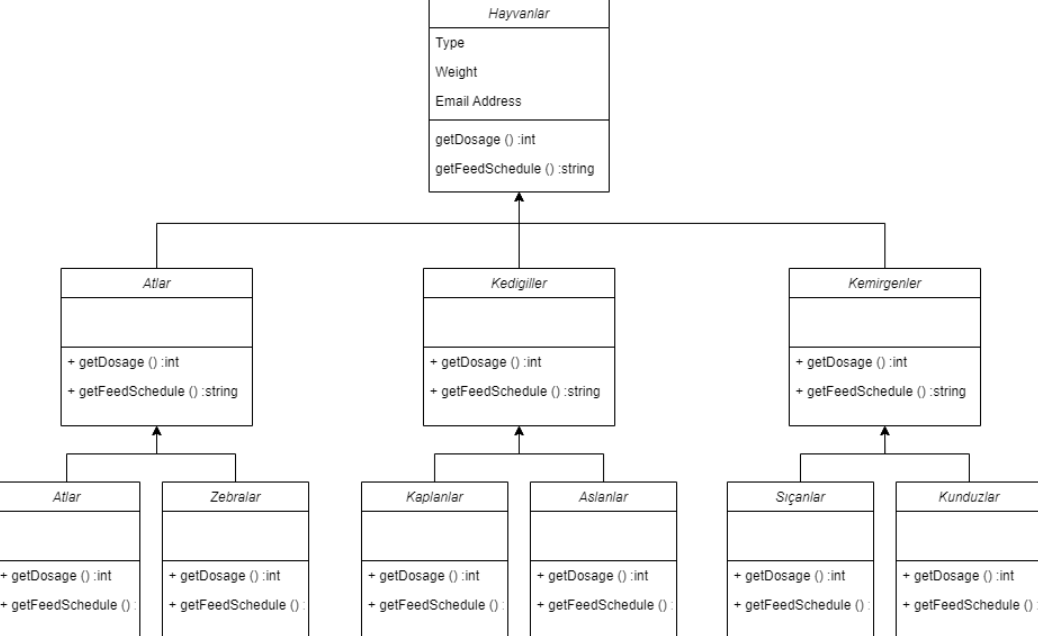 Hayvanlar
Type
Weight
Email Address
getDosage () :int
getFeedSchedule () :string
Atlar
+ getDosage () :int
+ getFeedSchedule () :string
Kedigiller
+ getDosage () :int
+ getFeedSchedule () :string
Kemirgenler
+ getDosage () :int
+ getFeedSchedule () :string
Atlar
+ getDosage () :int
+ getFeedSchedule () :
Zebralar
+ getDosage () :int
+ getFeedSchedule () :
Kaplanlar
+ getDosage () :int
+ getFeedSchedule () :
Aslanlar
+ getDosage () :int
+ getFeedSchedule () :
Sıçanlar
+ getDosage () :int
+ getFeedSchedule () :
Kunduzlar
+ getDosage () :int
+ getFeedSchedule () :